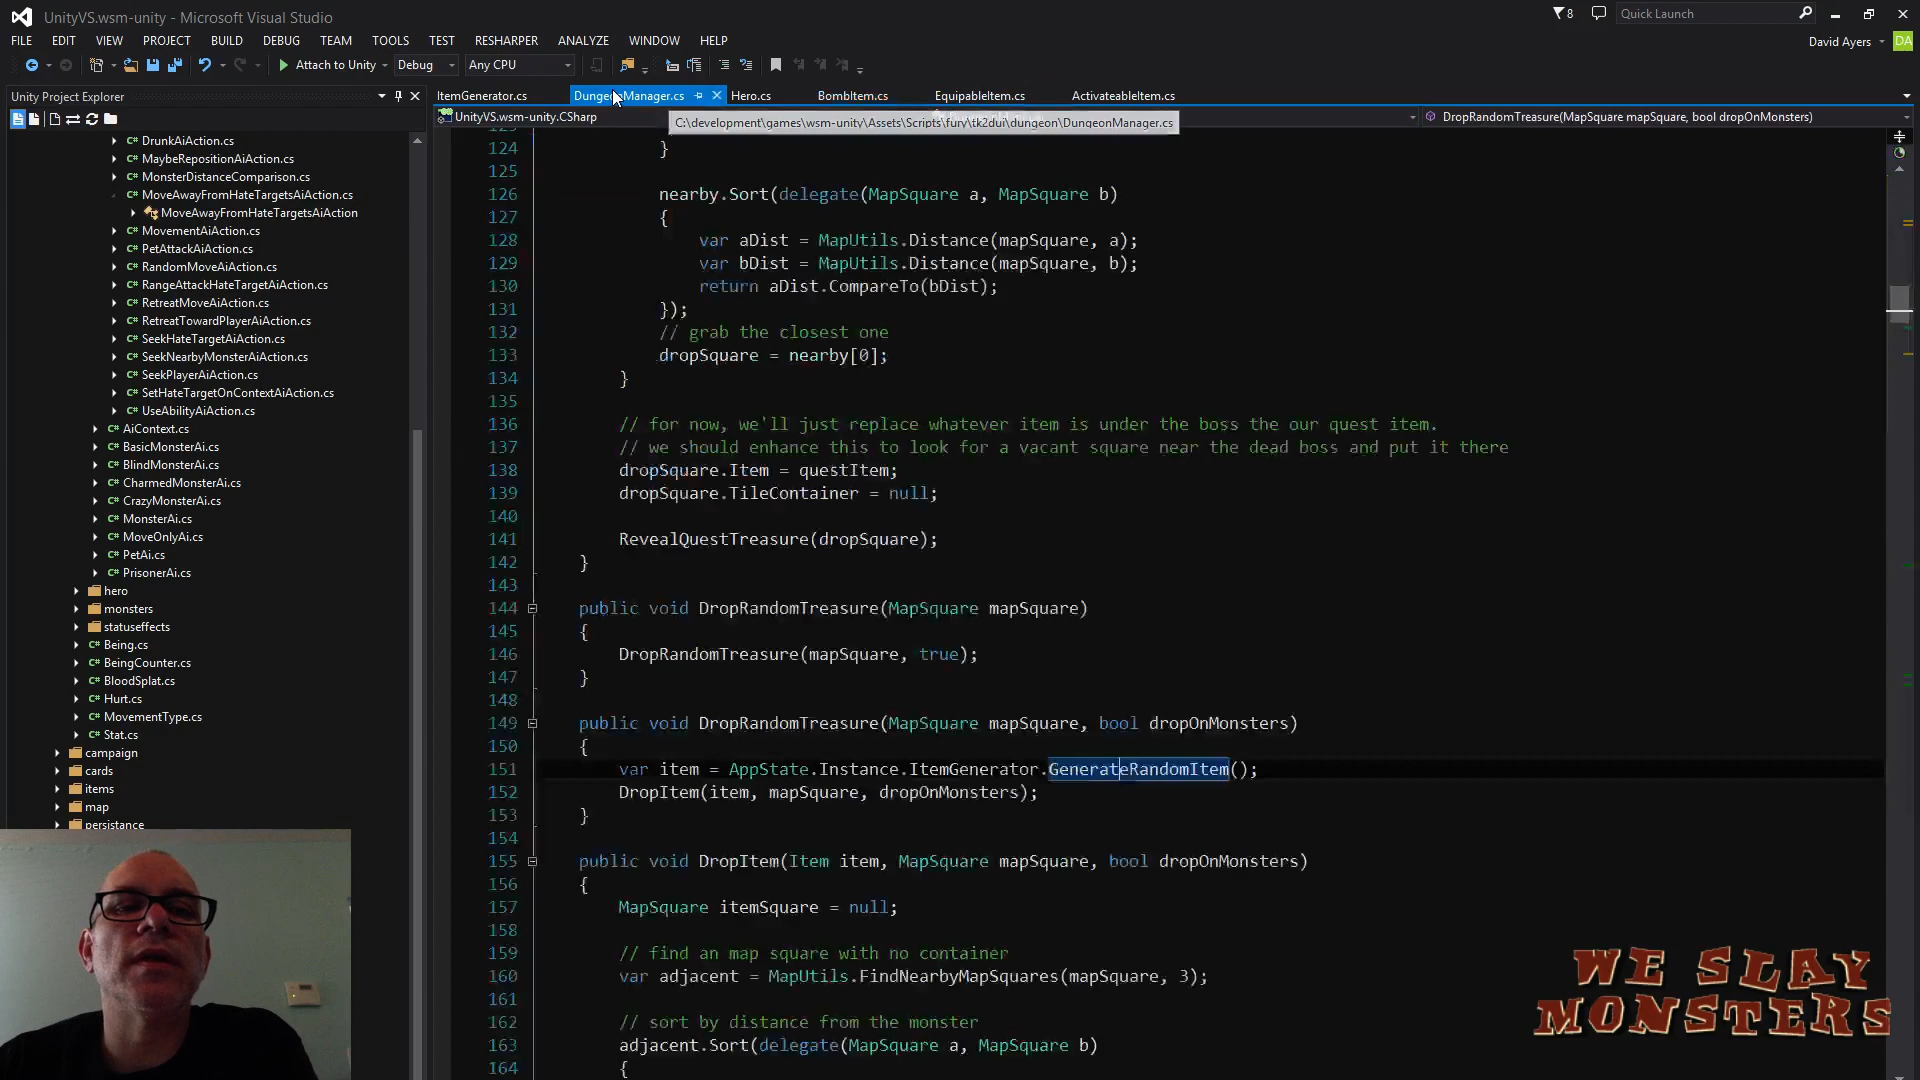 UnityVS.wsm-unity - Microsoft Visual Studio
8
Quick Launch
FILE EDIT VIEW PROJECT BUILD DEBUG TEAM TOOLS TEST RESHARPER ANALYZE WINDOW HELP
David Ayers DA
Attach to Unity Debug Any CPU
Unity Project Explorer
ItemGenerator.cs DungeonManager.cs Hero.cs BombItem.cs EquipableItem.cs ActivateableItem.cs
UnityVS.wsm-unity.CSharp
C:\development\games\wsm-unity\Assets\Scripts\fury\tk2dui\dungeon\DungeonManager.cs
DropRandomTreasure(MapSquare mapSquare, bool dropOnMonsters)
DrunkAiAction.cs
MaybeRepositionAiAction.cs
MonsterDistanceComparison.cs
MoveAwayFromHateTargetsAiAction.cs
MoveAwayFromHateTargetsAiAction
MovementAiAction.cs
PetAttackAiAction.cs
RandomMoveAiAction.cs
RangeAttackHateTargetAiAction.cs
RetreatMoveAiAction.cs
RetreatTowardPlayerAiAction.cs
SeekHateTargetAiAction.cs
SeekNearbyMonsterAiAction.cs
SeekPlayerAiAction.cs
SetHateTargetOnContextAiAction.cs
UseAbilityAiAction.cs
AiContext.cs
BasicMonsterAi.cs
BlindMonsterAi.cs
CharmedMonsterAi.cs
CrazyMonsterAi.cs
MonsterAi.cs
MoveOnlyAi.cs
PetAi.cs
PrisonerAi.cs
hero
monsters
statuseffects
Being.cs
BeingCounter.cs
BloodSplat.cs
Hurt.cs
MovementType.cs
Stat.cs
campaign
cards
items
map
persistance
124 }
125
126 nearby.Sort(delegate(MapSquare a, MapSquare b)
127 {
128 var aDist = MapUtils.Distance(mapSquare, a);
129 var bDist = MapUtils.Distance(mapSquare, b);
130 return aDist.CompareTo(bDist);
131 });
132 // grab the closest one
133 dropSquare = nearby[0];
134 }
135
136 // for now, we'll just replace whatever item is under the boss the our quest item.
137 // we should enhance this to look for a vacant square near the dead boss and put it there
138 dropSquare.Item = questItem;
139 dropSquare.TileContainer = null;
140
141 RevealQuestTreasure(dropSquare);
142 }
143
144 public void DropRandomTreasure(MapSquare mapSquare)
145 {
146 DropRandomTreasure(mapSquare, true);
147 }
148
149 public void DropRandomTreasure(MapSquare mapSquare, bool dropOnMonsters)
150 {
151 var item = AppState.Instance.ItemGenerator.GenerateRandomItem();
152 DropItem(item, mapSquare, dropOnMonsters);
153 }
154
155 public void DropItem(Item item, MapSquare mapSquare, bool dropOnMonsters)
156 {
157 MapSquare itemSquare = null;
158
159 // find an map square with no container
160 var adjacent = MapUtils.FindNearbyMapSquares(mapSquare, 3);
161
162 // sort by distance from the monster
163 adjacent.Sort(delegate(MapSquare a, MapSquare b)
164 {
WE SLAY
MONSTERS